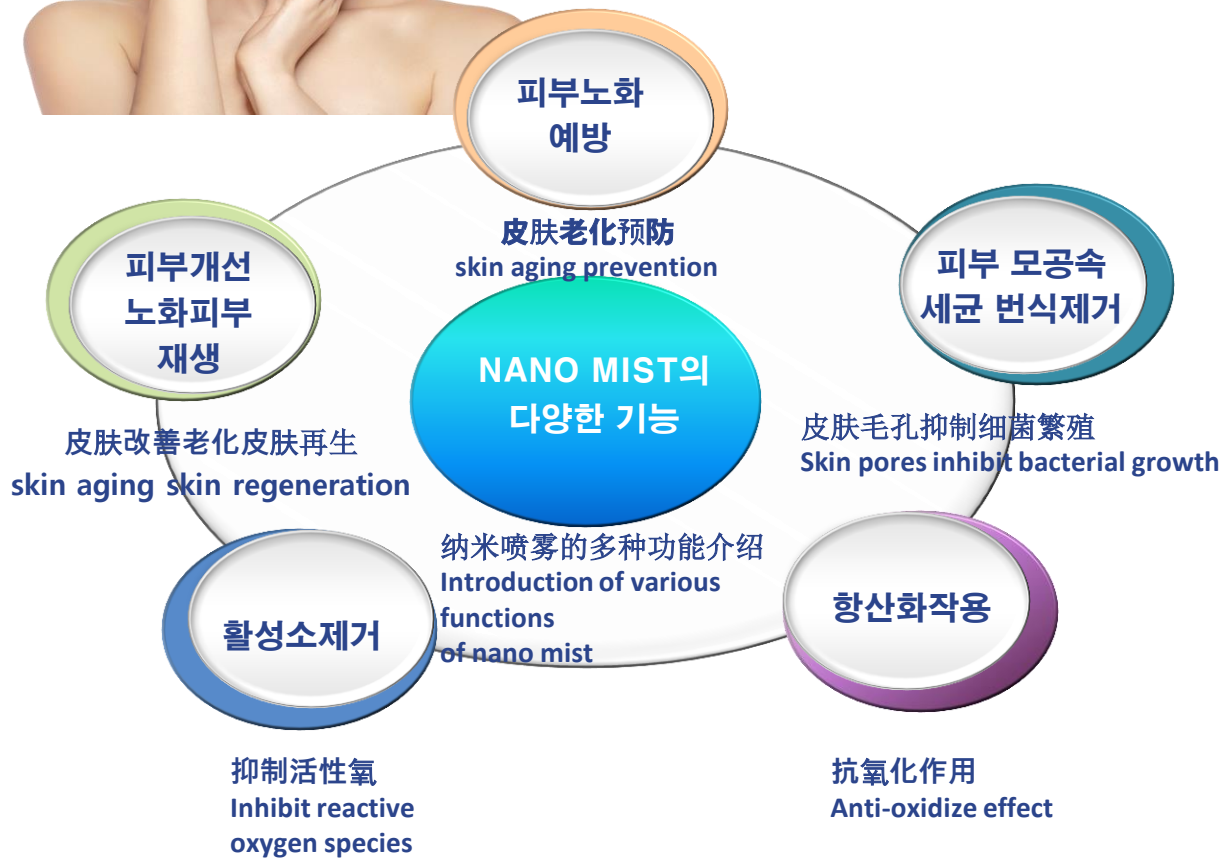 피부노화
예방
皮肤老化预防
skin aging prevention
피부개선
노화피부
재생
皮肤改善老化皮肤再生
skin aging skin regeneration
피부 모공속
세균 번식제거
皮肤毛孔抑制细菌繁殖
Skin pores inhibit bacterial growth
NANO MIST의
다양한 기능
纳米喷雾的多种功能介绍
Introduction of various
functions
of nano mist
활성소제거
抑制活性氧
Inhibit reactive
oxygen species
항산화작용
抗氧化作用
Anti-oxidize effect